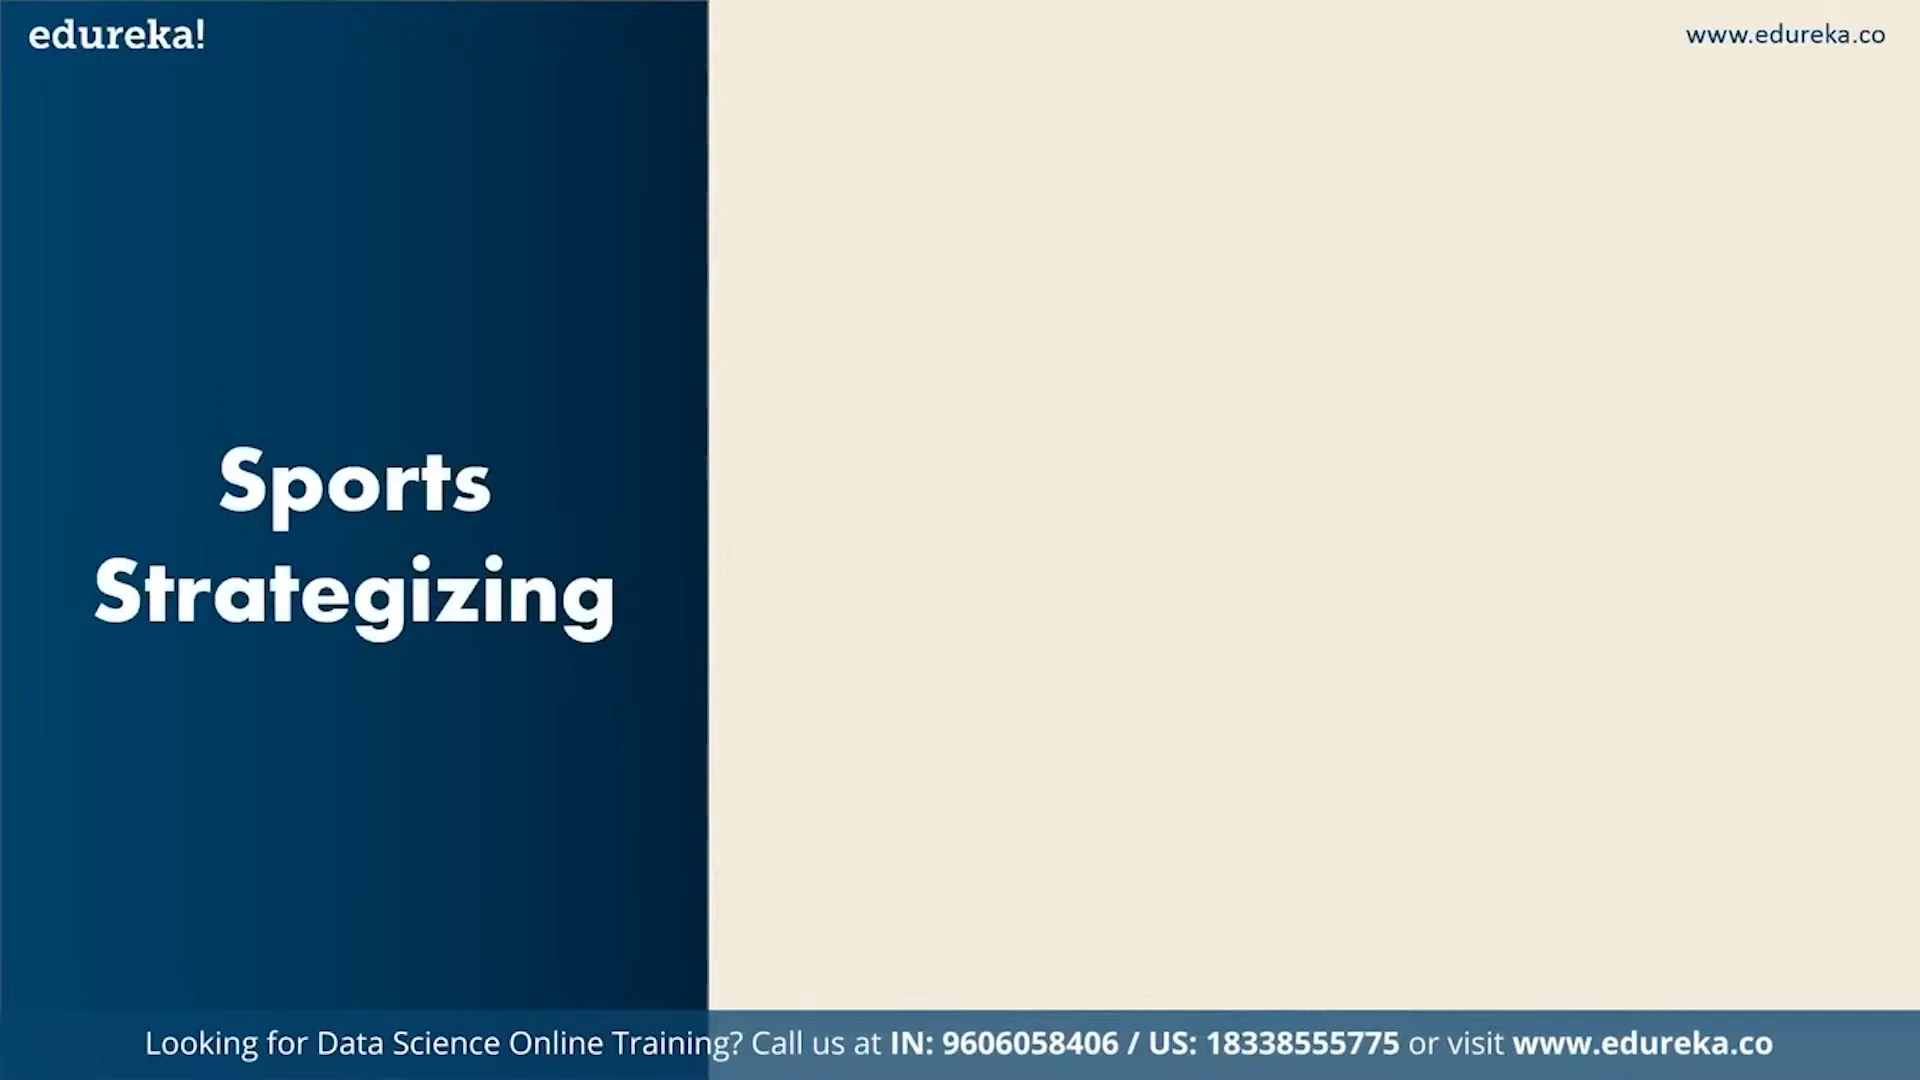 edureka!
www.edureka.co
Sports
Strategizing
Looking for Data Science Online Training? Call us at IN: 9606058406 / US: 18338555775 or visit www.edureka.co